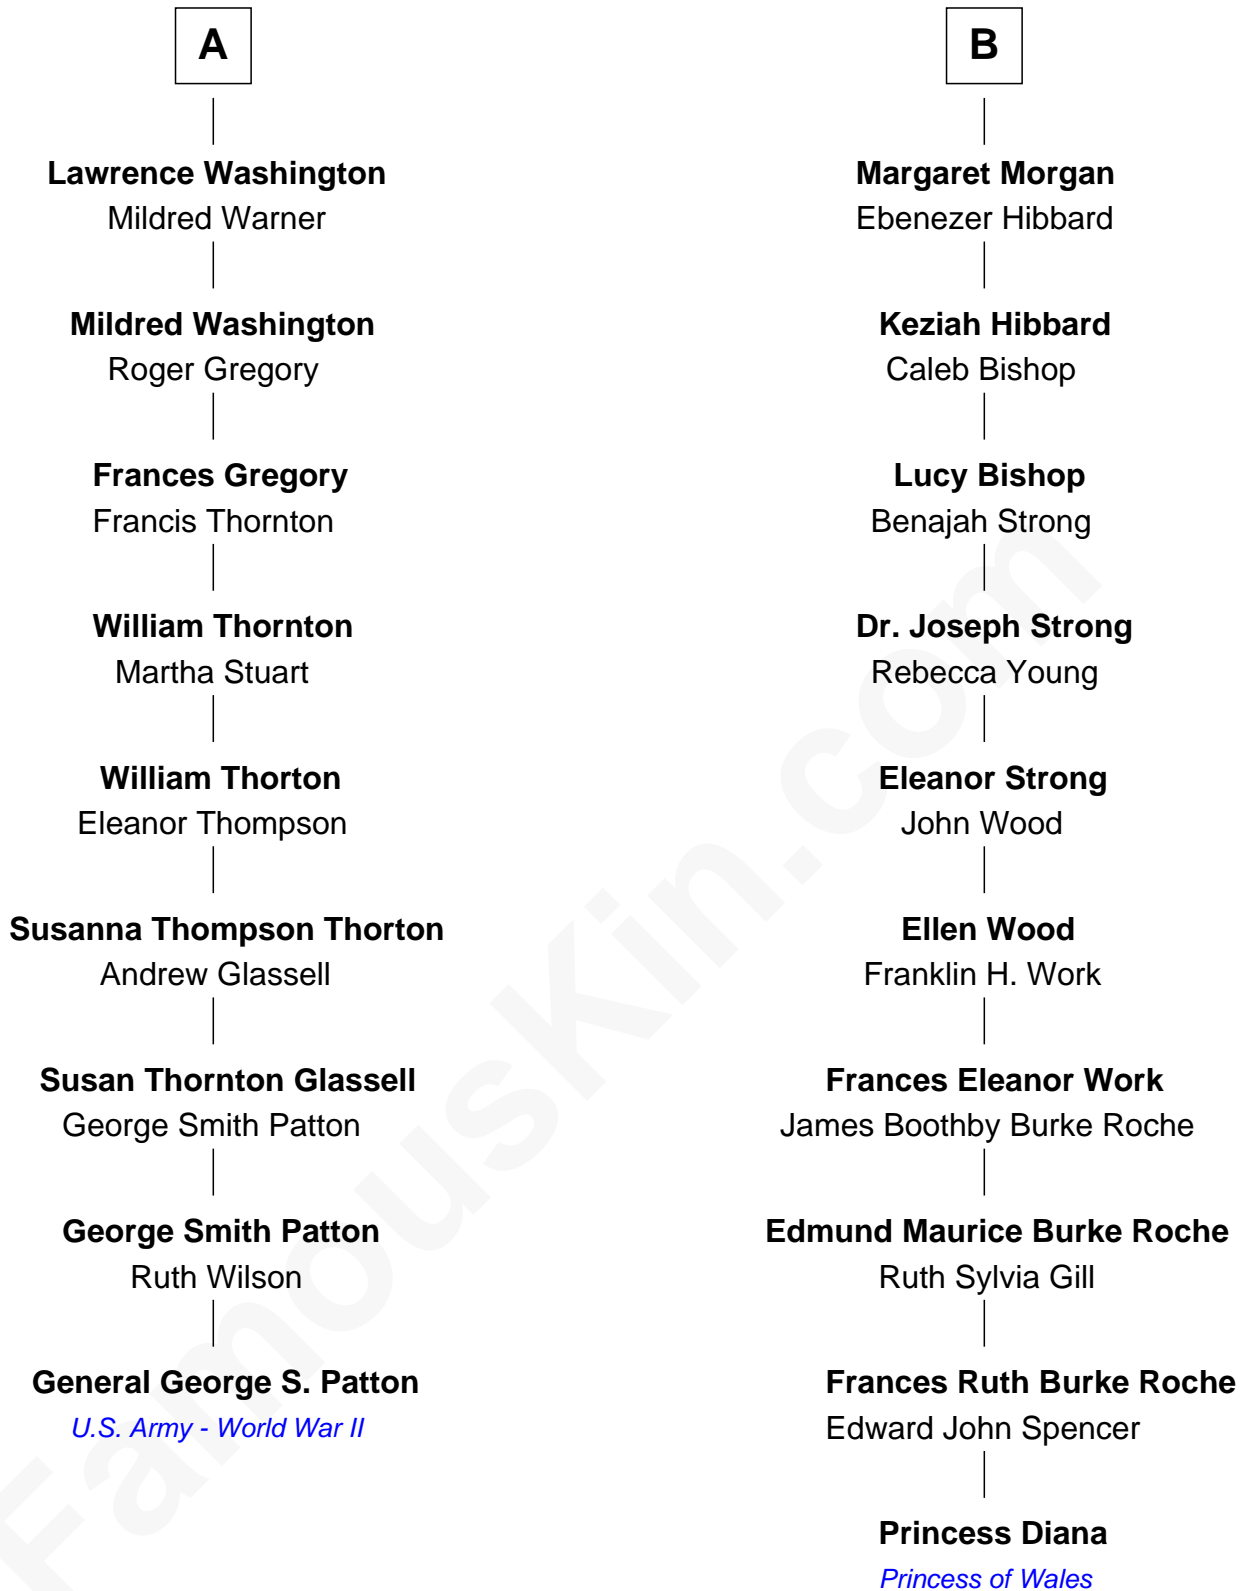 A
Lawrence Washington
Mildred Warner
Mildred Washington
Roger Gregory
Frances Gregory
Francis Thornton
William Thornton
Martha Stuart
William Thorton
Eleanor Thompson
Susanna Thompson Thorton
Andrew Glassell
Susan Thornton Glassell
George Smith Patton
George Smith Patton
Ruth Wilson
General George S. Patton
U.S. Army - World War II
B
Margaret Morgan
Ebenezer Hibbard
Keziah Hibbard
Caleb Bishop
Lucy Bishop
Benajah Strong
Dr. Joseph Strong
Rebecca Young
Eleanor Strong
John Wood
Ellen Wood
Franklin H. Work
Frances Eleanor Work
James Boothby Burke Roche
Edmund Maurice Burke Roche
Ruth Sylvia Gill
Frances Ruth Burke Roche
Edward John Spencer
Princess Diana
Princess of Wales
FamousKin.com